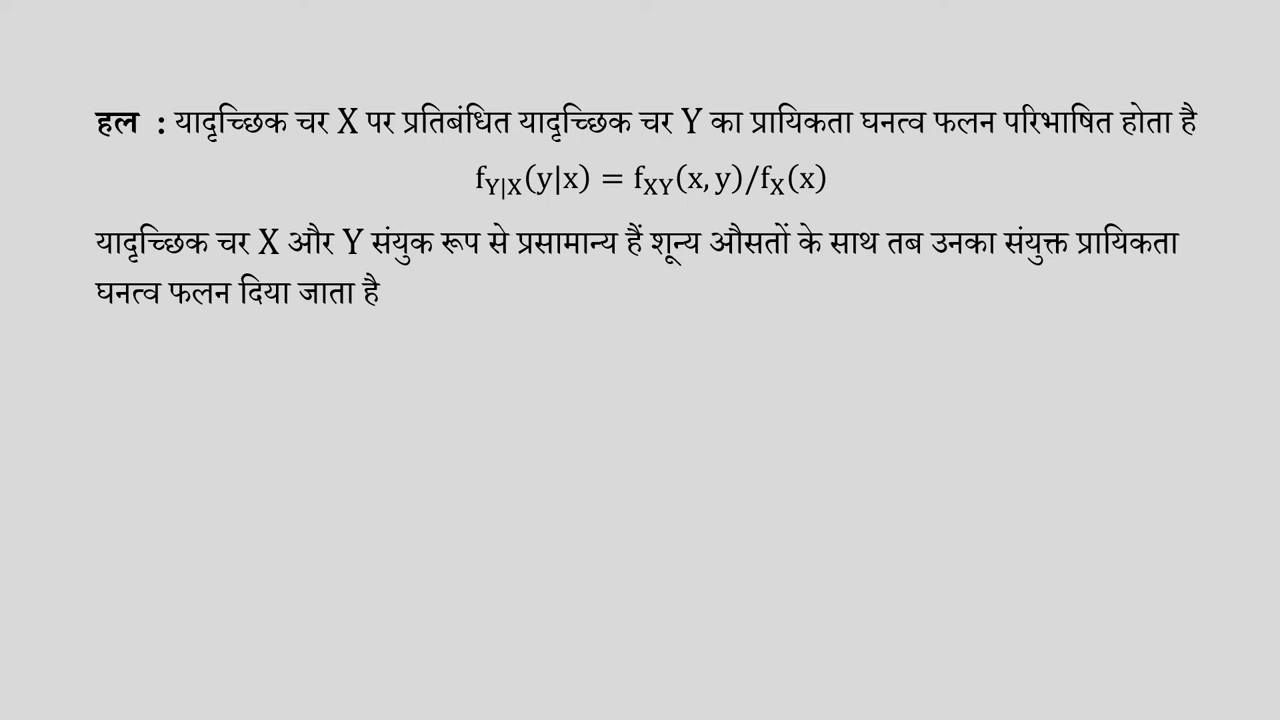 हल : यादृच्छिक चर X पर प्रतिबंधित यादृच्छिक चर Y का प्रायिकता घनत्व फलन परिभाषित होता है
f_{Y|X}(y|x) = f_{XY}(x, y)/f_X(x)
यादृच्छिक चर X और Y संयुक रूप से प्रसामान्य हैं शून्य औसतों के साथ तब उनका संयुक्त प्रायिकता
घनत्व फलन दिया जाता है